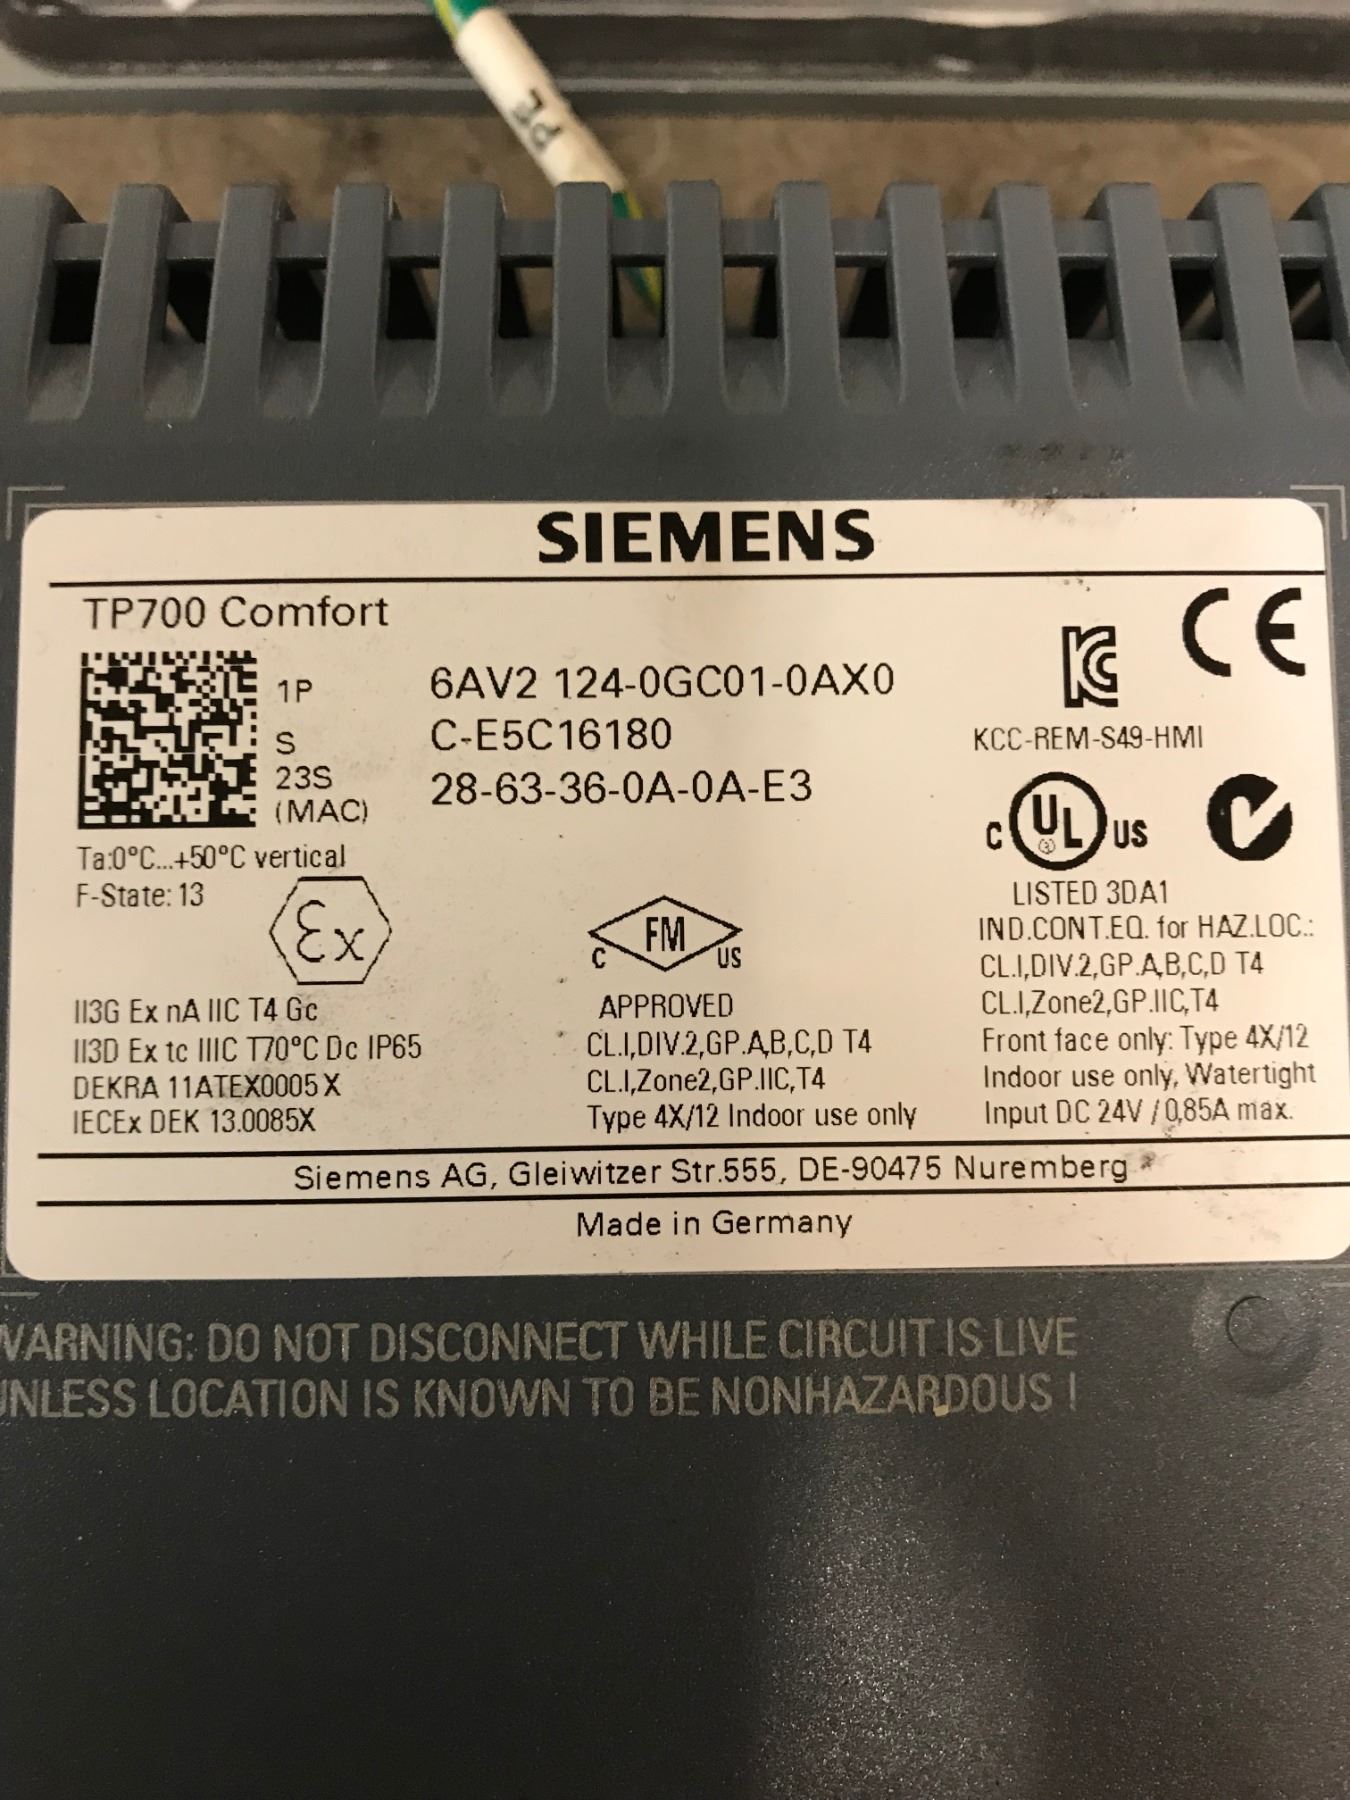 PE
SIEMENS
TP700 Comfort
1P 6AV2 124-0GC01-0AX0
S C-E5C16180
23S
(MAC) 28-63-36-0A-0A-E3
Ta:0°C...+50°C vertical
F-State: 13
Ex
II3G Ex nA IIC T4 Gc
II3D Ex tc IIIC T70°C Dc IP65
DEKRA 11ATEX0005 X
IECEx DEK 13.0085X
C FM US
APPROVED
CL.I,DIV.2,GP.A,B,C,D T4
CL.I,Zone2,GP.IIC,T4
Type 4X/12 Indoor use only
KC
CE
KCC-REM-S49-HMI
C UL US
LISTED 3DA1
IND.CONT.EQ. for HAZ.LOC.:
CL.I,DIV.2,GP.A,B,C,D T4
CL.I,Zone2,GP.IIC,T4
Front face only: Type 4X/12
Indoor use only, Watertight
Input DC 24V / 0,85A max.
Siemens AG, Gleiwitzer Str.555, DE-90475 Nuremberg
Made in Germany
WARNING: DO NOT DISCONNECT WHILE CIRCUIT IS LIVE
UNLESS LOCATION IS KNOWN TO BE NONHAZARDOUS !